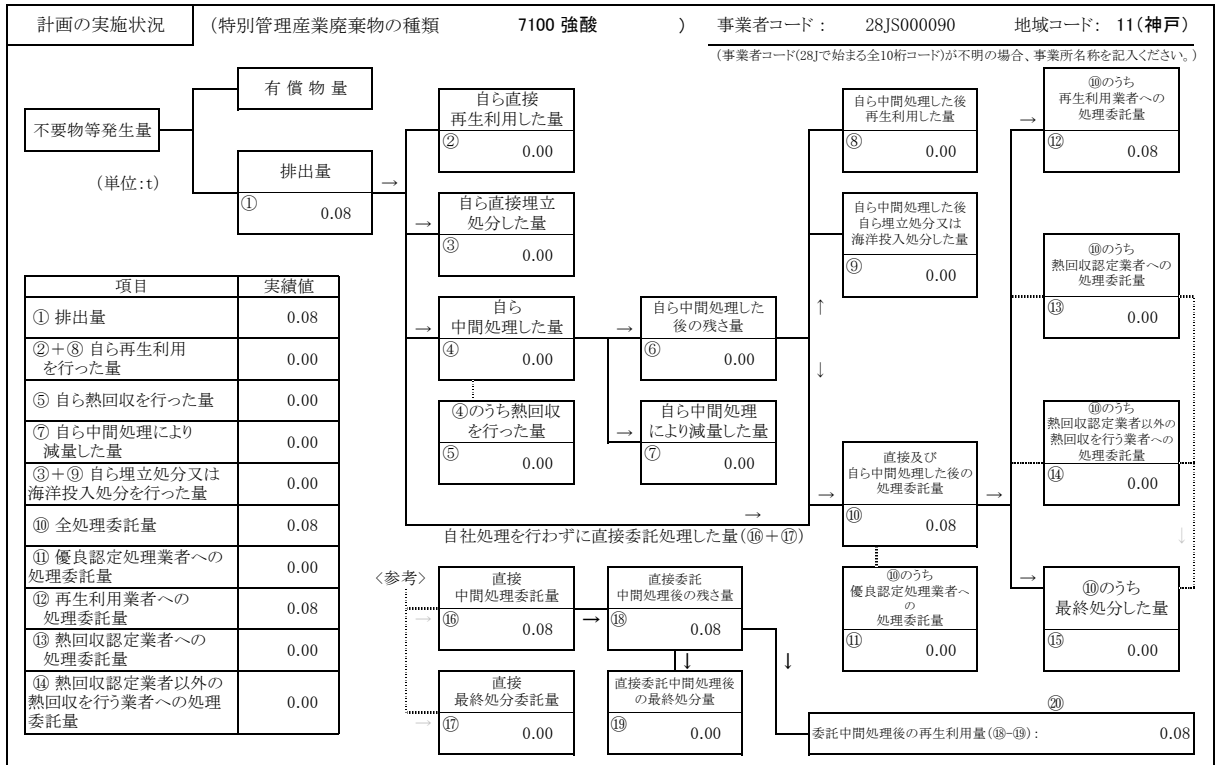 計画の実施状況 (特別管理産業廃棄物の種類 7100 強酸 ) 事業者コード: 28JS000090 地域コード: 11(神戸)
(事業者コード(28Jで始まる全10桁コード)が不明の場合、事業所名称を記入ください。)
不要物等発生量
(単位:t)
有 償 物 量
排出量
→
① 0.08
自ら直接
再生利用した量
② 0.00
→
自ら直接埋立
処分した量
③ 0.00
→
自ら
中間処理した量
④ 0.00
④のうち熱回収
を行った量
⑤ 0.00
→
自ら中間処理した
後の残さ量
⑥ 0.00
→
自ら中間処理
により減量した量
⑦ 0.00
自ら中間処理した後
再生利用した量
⑧ 0.00
自ら中間処理した後
自ら埋立処分又は
海洋投入処分した量
⑨ 0.00
↑
↓
→
自社処理を行わずに直接委託処理した量(⑯+⑰)
→
直接及び
自ら中間処理した後の
処理委託量
⑩ 0.08
→
⑩のうち
優良認定処理業者へ
の
処理委託量
⑪ 0.00
→
⑩のうち
再生利用業者への
処理委託量
⑫ 0.08
⑩のうち
熱回収認定業者への
処理委託量
⑬ 0.00
⑩のうち
熱回収認定業者以外の
熱回収を行う業者への
処理委託量
⑭ 0.00
↓
→
⑩のうち
最終処分した量
⑮ 0.00
項目 実績値
① 排出量 0.08
②+⑧ 自ら再生利用
を行った量 0.00
⑤ 自ら熱回収を行った量 0.00
⑦ 自ら中間処理により
減量した量 0.00
③+⑨ 自ら埋立処分又は
海洋投入処分を行った量 0.00
⑩ 全処理委託量 0.08
⑪ 優良認定処理業者への
処理委託量 0.00
⑫ 再生利用業者への
処理委託量 0.08
⑬ 熱回収認定業者への
処理委託量 0.00
⑭ 熱回収認定業者以外の
熱回収を行う業者への処理
委託量 0.00
<参考>
→
直接
中間処理委託量
⑯ 0.08
→
直接委託
中間処理後の残さ量
⑱ 0.08
→
直接
最終処分委託量
⑰ 0.00
↓
直接委託中間処理後
の最終処分量
⑲ 0.00
↓
⑳
委託中間処理後の再生利用量(⑱-⑲): 0.08